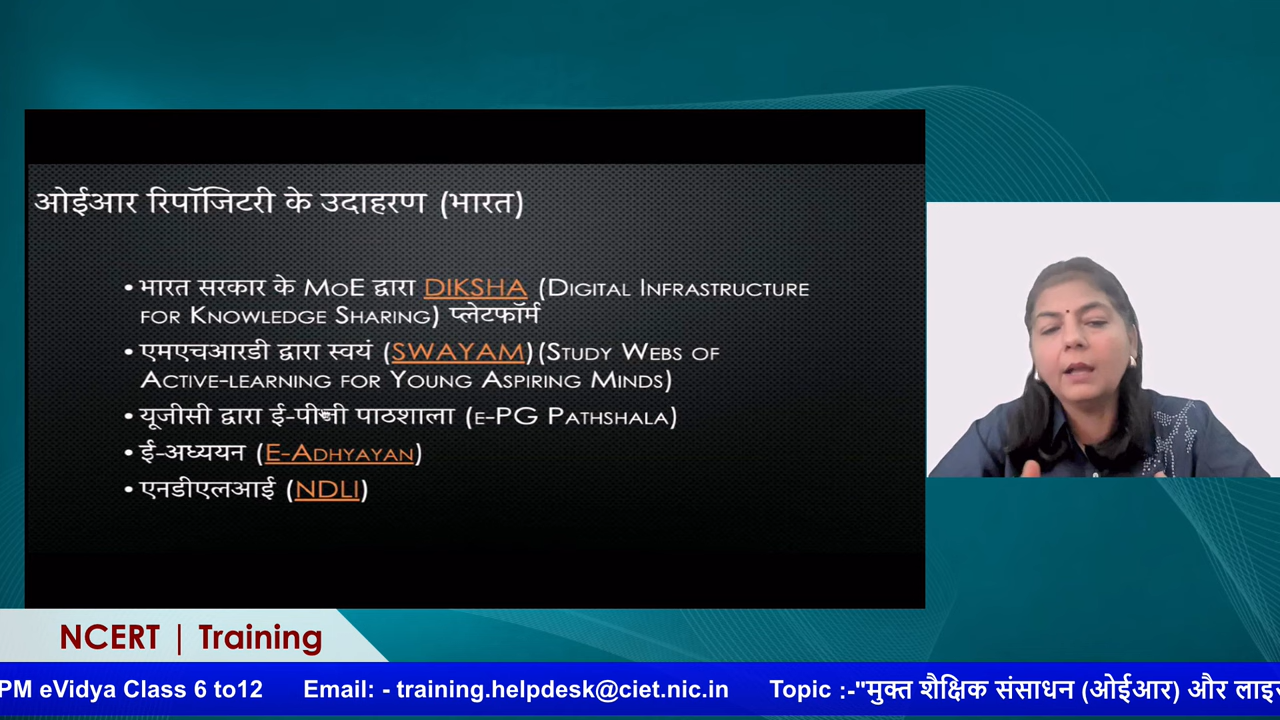 ओईआर रिपॉजिटरी के उदाहरण (भारत)
• भारत सरकार के MoE द्वारा DIKSHA (Digital Infrastructure
for Knowledge Sharing) प्लेटफॉर्म
• एमएचआरडी द्वारा स्वयं (SWAYAM) (Study Webs of
Active-learning for Young Aspiring Minds)
• यूजीसी द्वारा ई-पीजी पाठशाला (e-PG Pathshala)
• ई-अध्ययन (E-Adhyayan)
• एनडीएलआई (NDLI)
NCERT | Training
PM eVidya Class 6 to12 Email: - training.helpdesk@ciet.nic.in Topic :-"मुक्त शैक्षिक संसाधन (ओईआर) और